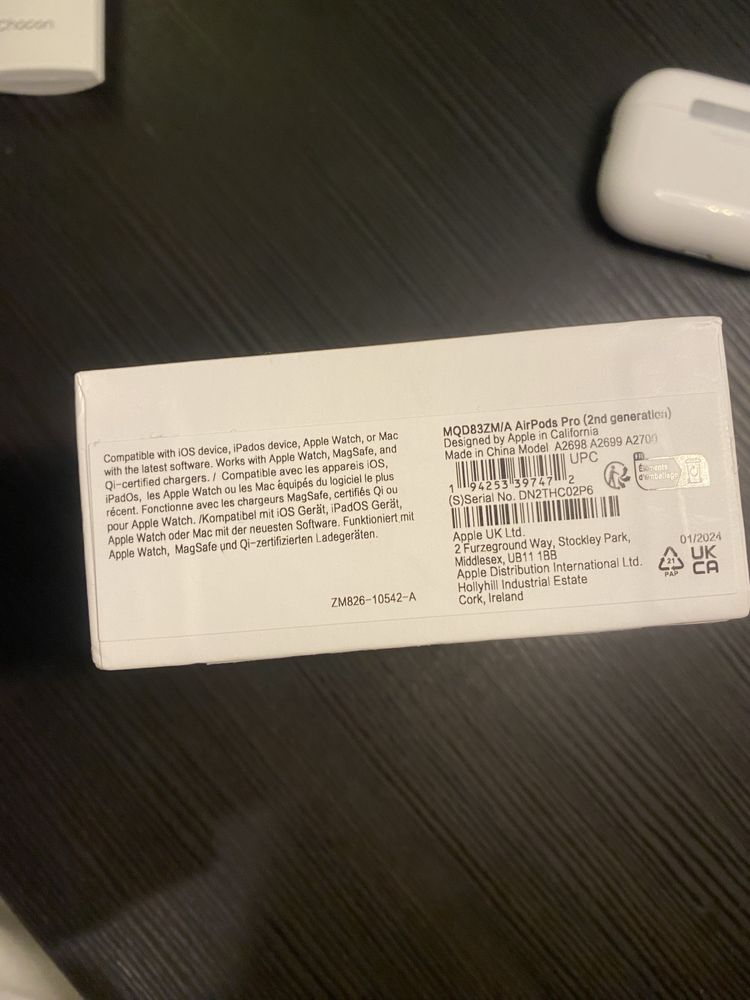 Compatible with iOS device, iPados device, Apple Watch, or Mac
with the latest software. Works with Apple Watch, MagSafe, and
Qi-certified chargers. / Compatible avec les appareis iOS,
iPadOs, les Apple Watch ou les Mac équipés du logiciel le plus
récent. Fonctionne avec les chargeurs MagSafe, certifiés Qi ou
pour Apple Watch. /Kompatibel mit iOS Gerät, iPadOS Gerät,
Apple Watch oder Mac mit der neuesten Software. Funktioniert mit
Apple Watch, MagSafe und Qi-zertifizierten Ladegeräten.
ZM826-10542-A
MQD83ZM/A AirPods Pro (2nd generation)
Designed by Apple in California
Made in China Model A2698 A2699 A2700
UPC
1 94253 39747 2
(S)Serial No. DN2THC02P6
FR
Éléments
d'emballage
Apple UK Ltd.
2 Furzeground Way, Stockley Park,
Middlesex, UB11 1BB
Apple Distribution International Ltd.
Hollyhill Industrial Estate
Cork, Ireland
01/2024
21
PAP
UK
CA